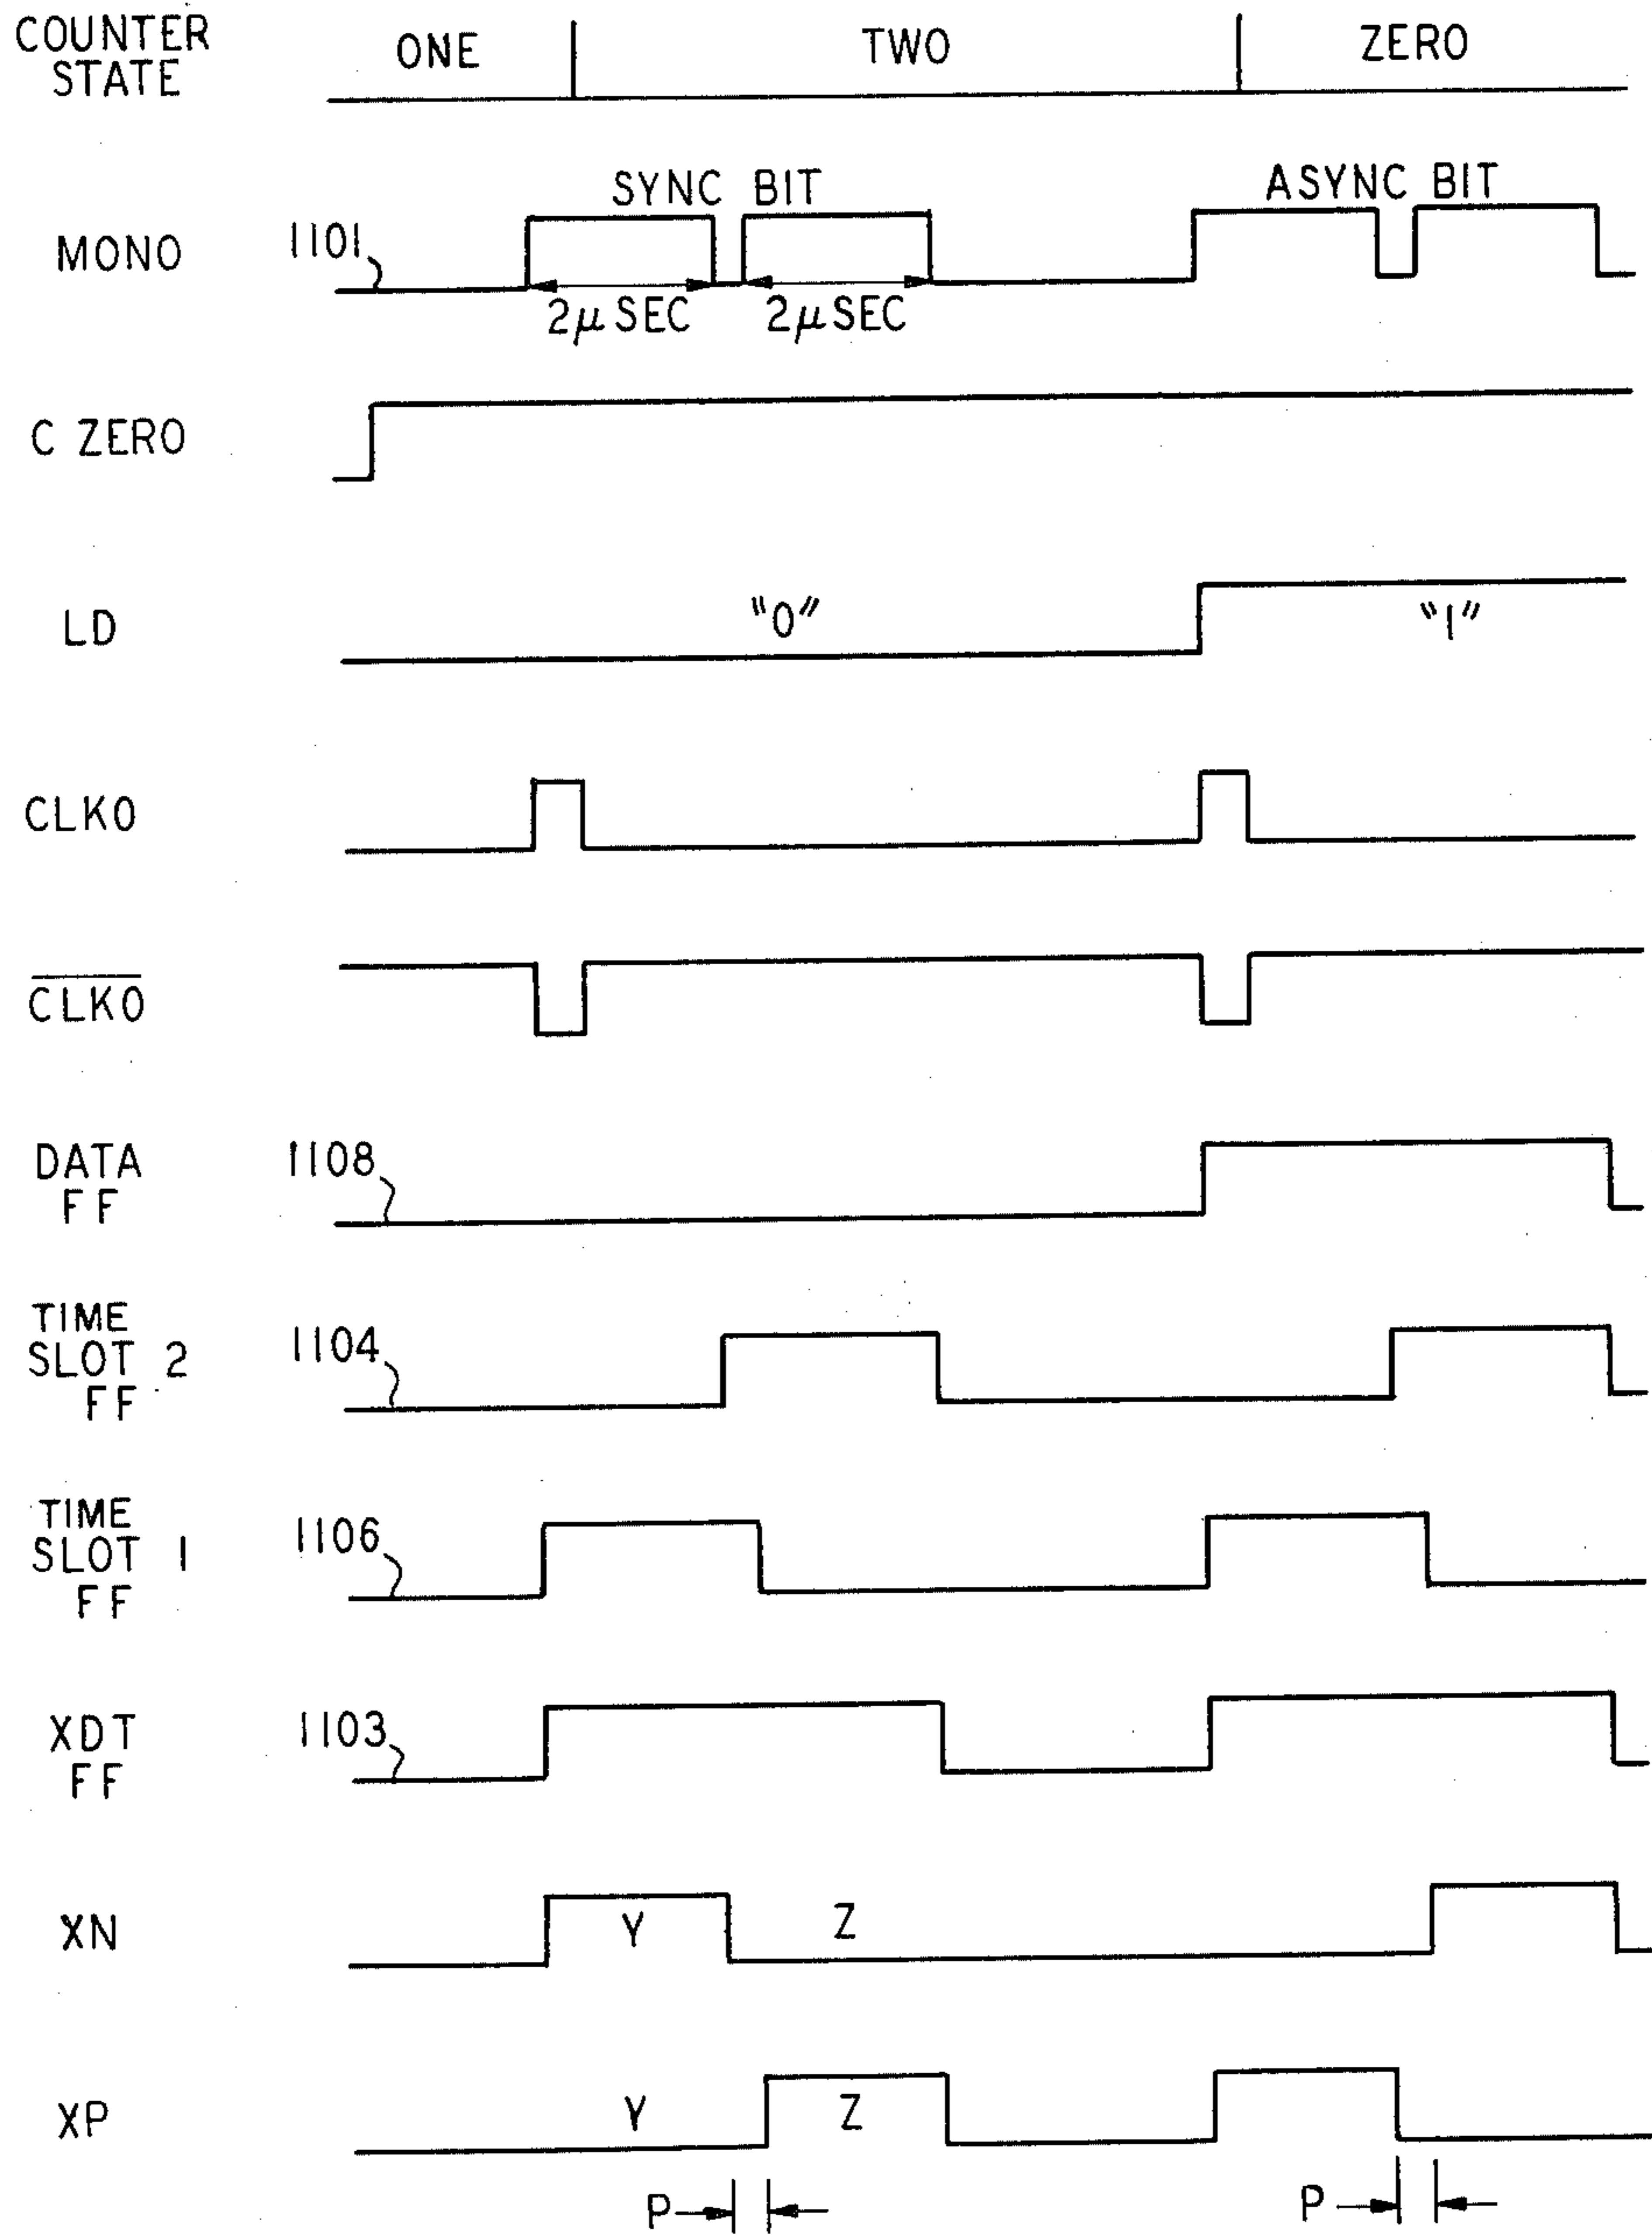 COUNTER
STATE
ONE
TWO
ZERO
MONO
1101
SYNC BIT
ASYNC BIT
2μ SEC
2μ SEC
C ZERO
LD
"0"
"1"
CLK0
CLK0
DATA
FF
1108
TIME
SLOT 2
FF
1104
TIME
SLOT 1
FF
1106
XDT
FF
1103
XN
Y
Z
XP
Y
Z
P
P